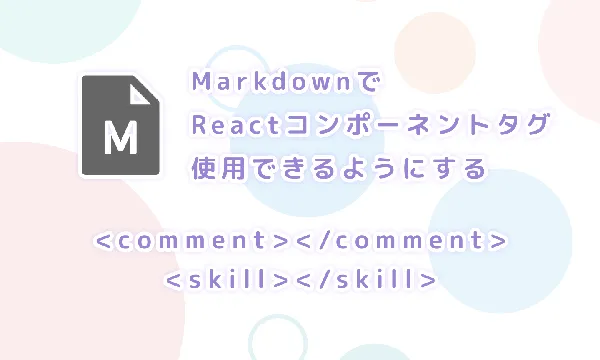 M
Markdownで
Reactコンポーネントタグ
使用できるようにする
<comment></comment>
<skill></skill>